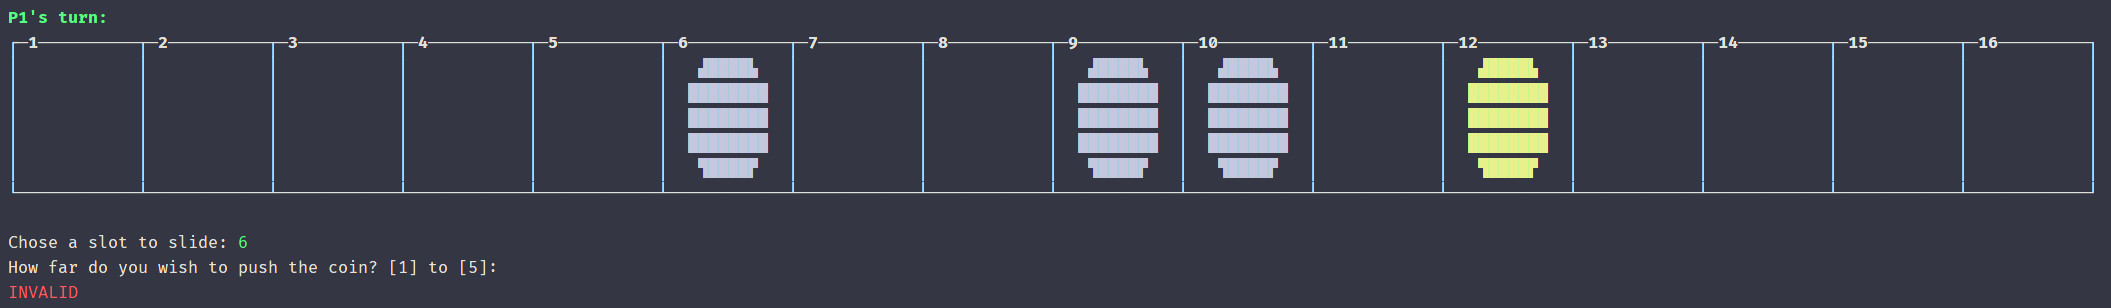 P1's turn:
1 2 3 4 5 6 7 8 9 10 11 12 13 14 15 16
Chose a slot to slide: 6
How far do you wish to push the coin? [1] to [5]:
INVALID